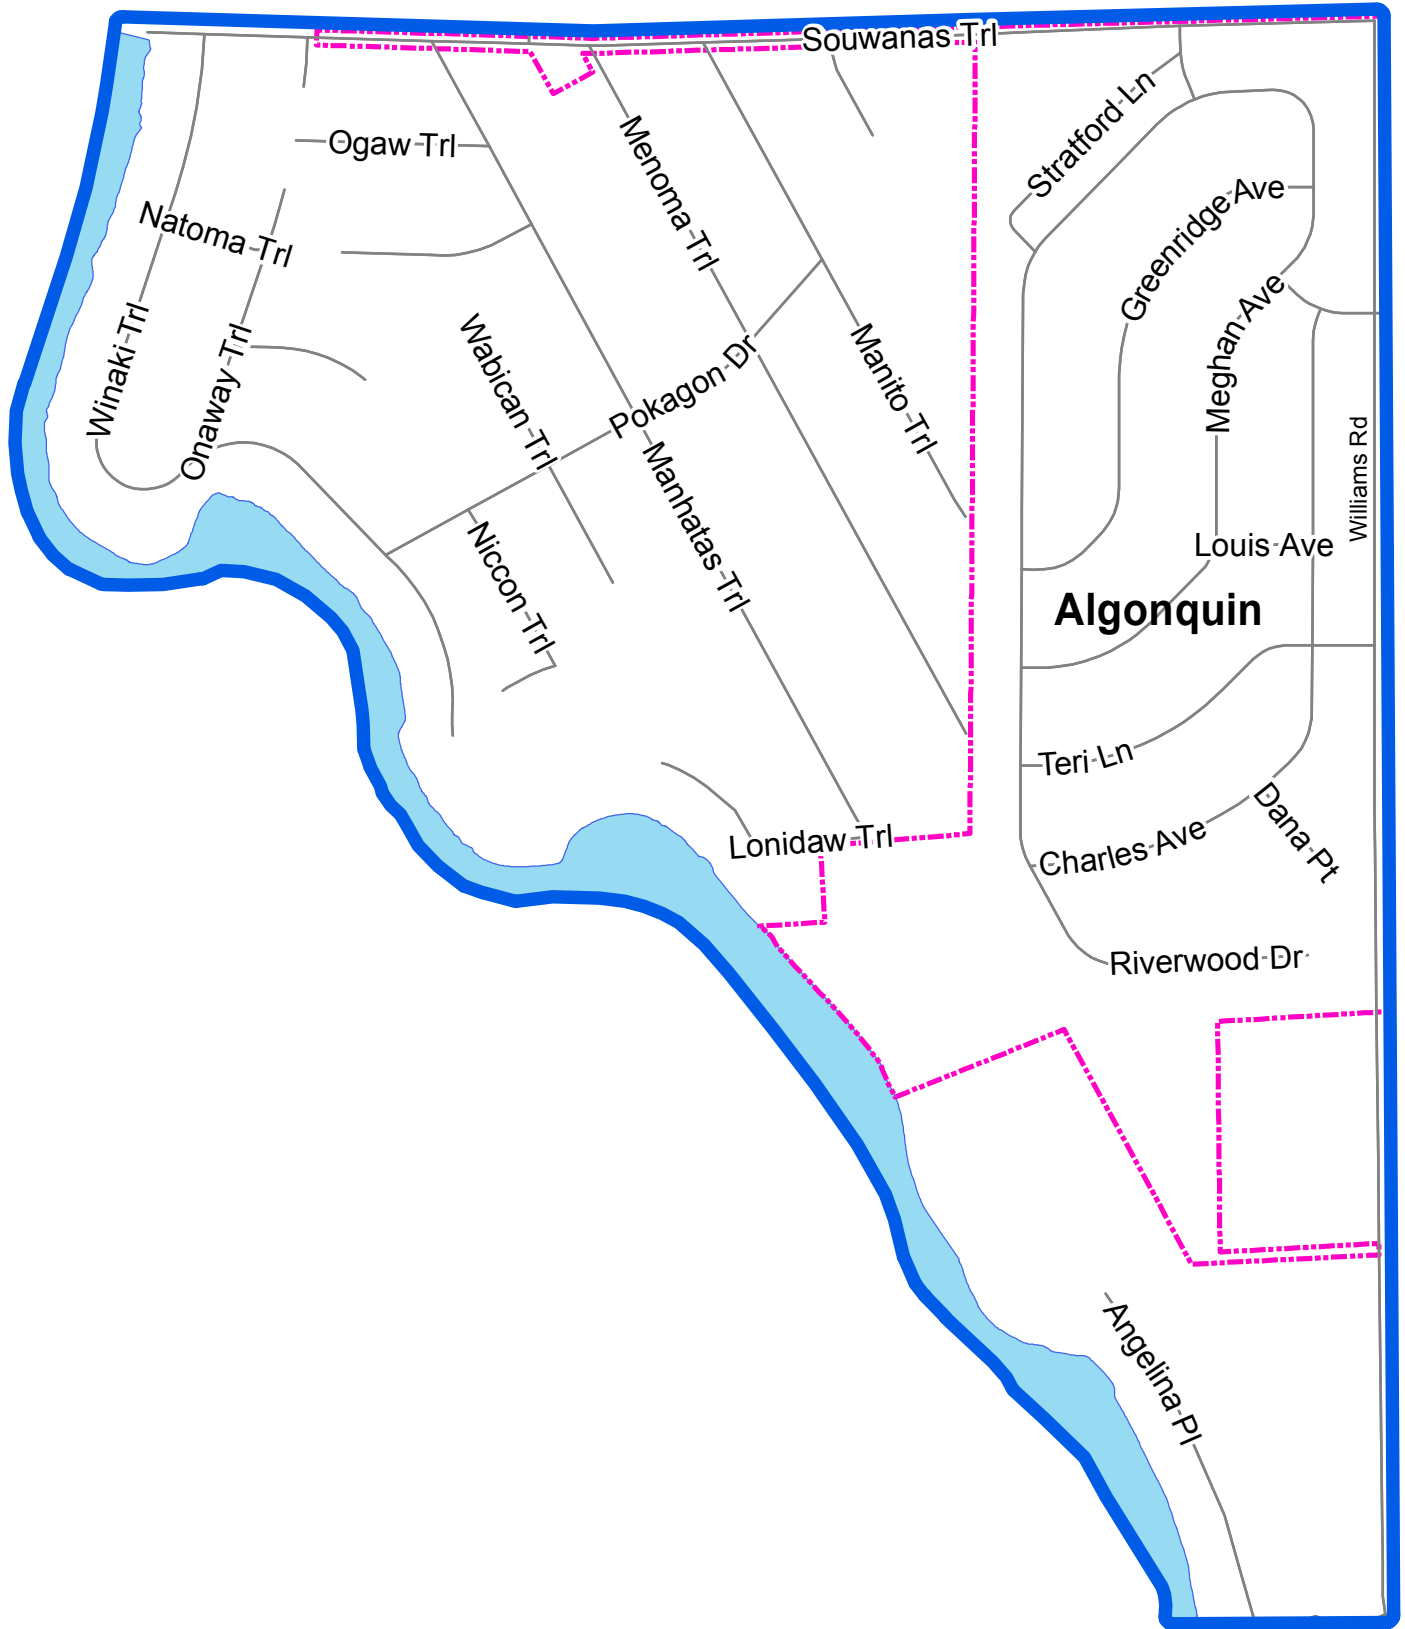 Souwanas Trl
Stratford Ln
Ogaw Trl
Menoma Trl
Greenridge Ave
Natoma Trl
Meghan Ave
Winaki Trl
Onaway Trl
Wabican Trl
Pokagon Dr
Manito Trl
Williams Rd
Manhatas Trl
Niccon Trl
Louis Ave
Algonquin
Teri Ln
Charles Ave
Dana Pt
Lonidaw Trl
Riverwood Dr
Angelina Pl